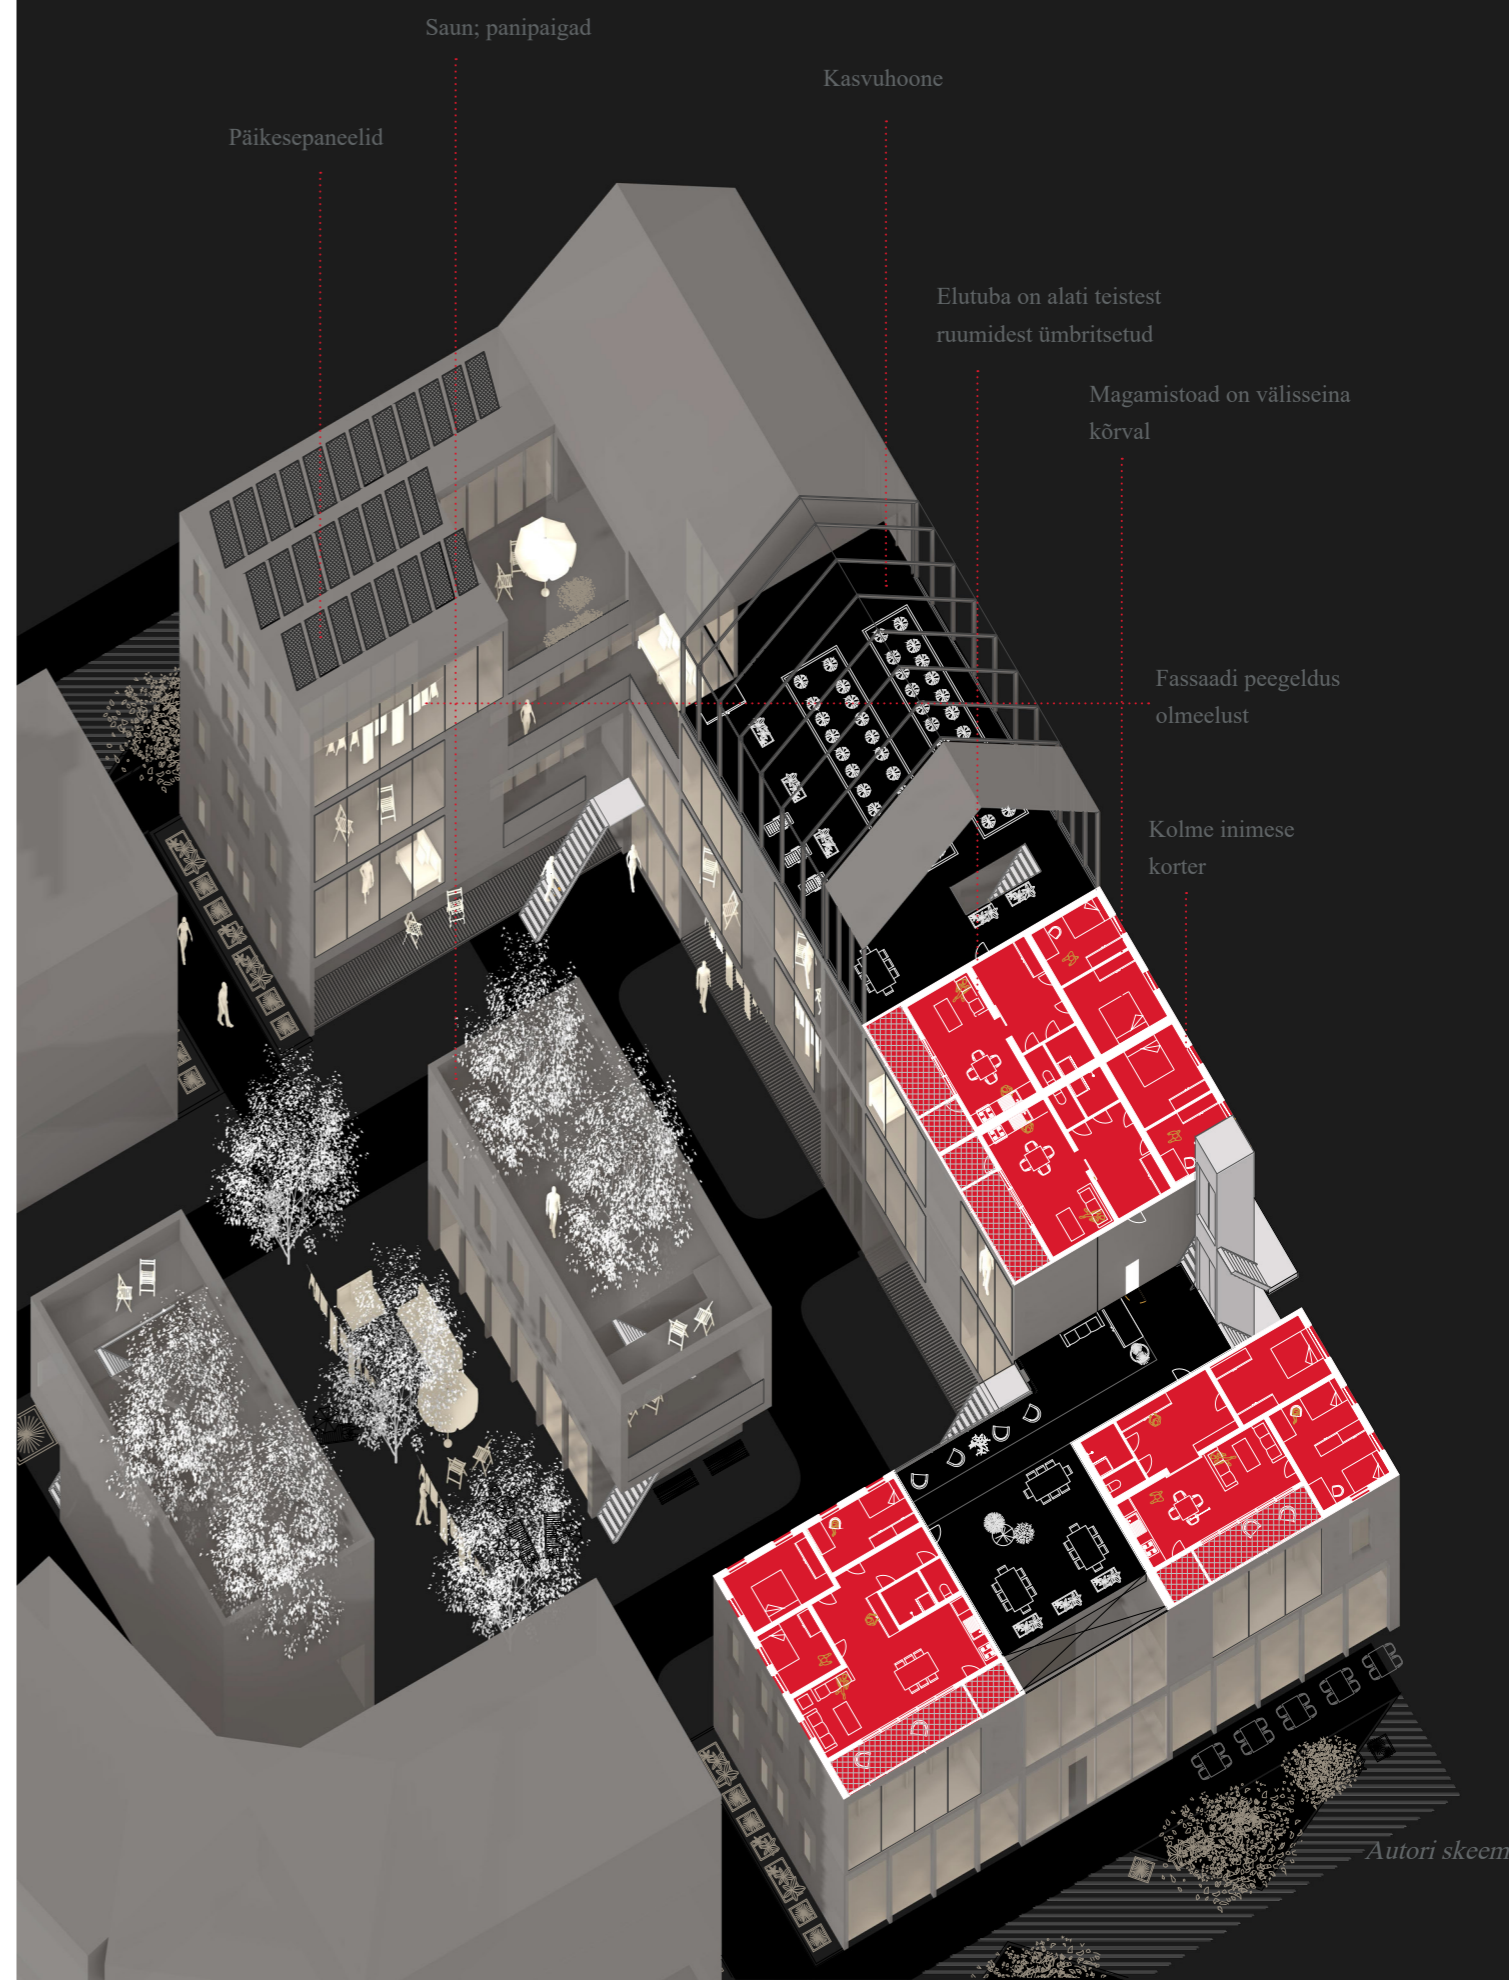 Saun; panipaigad
Kasvuhoone
Päikesepaneelid
Elutuba on alati teistest
ruumidest ümbritsetud
Magamistoad on välisseina
kõrval
Fassaadi peegeldus
olmeelust
Kolme inimese
korter
Autori skeem